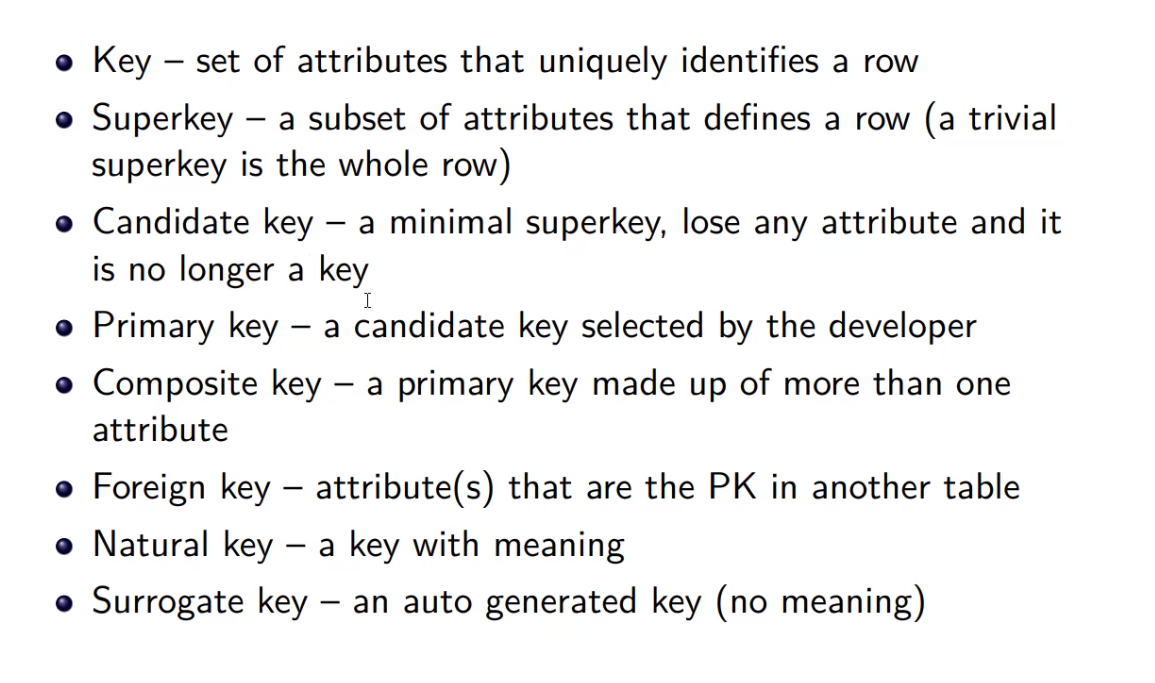 Key – set of attributes that uniquely identifies a row
Superkey – a subset of attributes that defines a row (a trivial
superkey is the whole row)
Candidate key – a minimal superkey, lose any attribute and it
is no longer a key
Primary key – a candidate key selected by the developer
Composite key – a primary key made up of more than one
attribute
Foreign key – attribute(s) that are the PK in another table
Natural key – a key with meaning
Surrogate key – an auto generated key (no meaning)